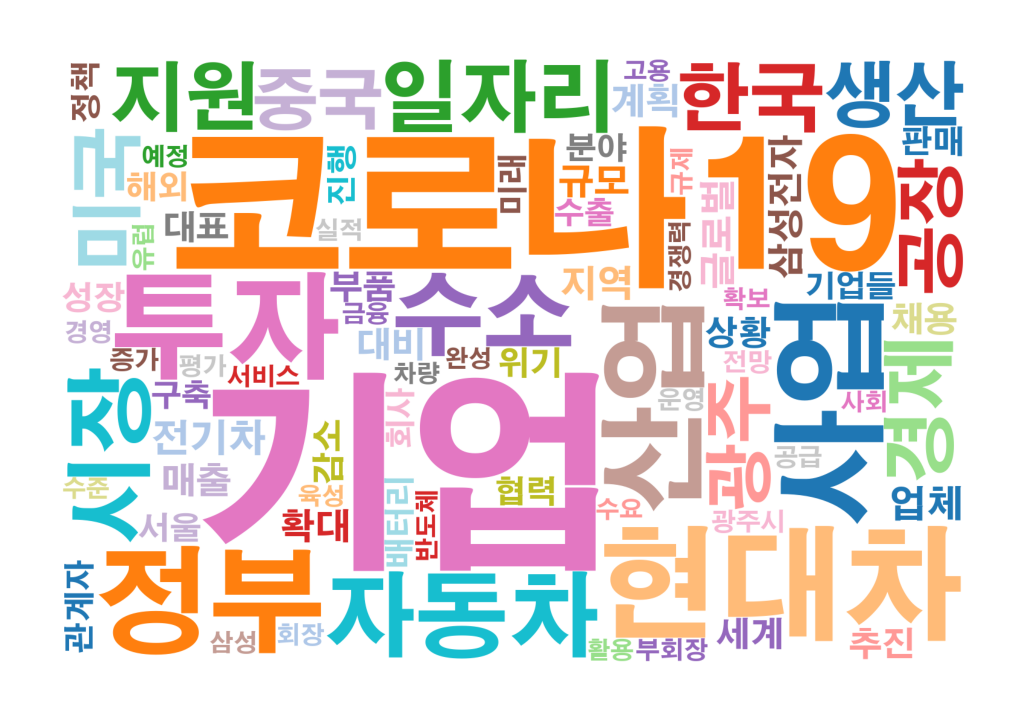 정책
지원
중국
일자리
고용
계획
한국
생산
판매
미국
예정
해외
코로나19
진행
미래
분야
규모
수출
규제
글로벌
삼성전자
공장
대표
유럽
실적
경쟁력
성장
경영
투자
부품
금융
수소
지역
확보
기업들
채용
증가
평가
서비스
대비
차량
완성
위기
산업
상황
전망
사업
경제
시장
구축
전기차
매출
수준
서울
기업
감소
회사
육성
확대
배터리
반도체
협력
수요
운영
광주
사회
공급
광주시
업체
관계자
정부
삼성
회장
자동차
현대차
활용
부회장
세계
추진